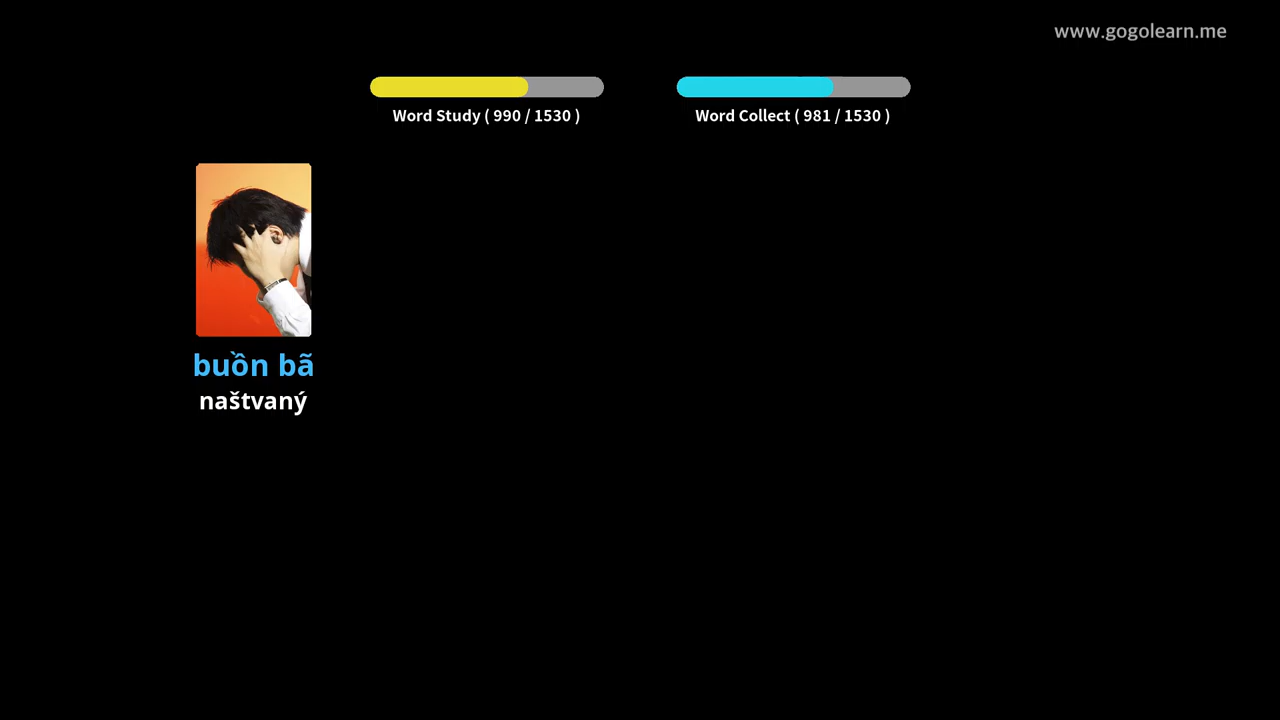 www.gogolearn.me
Word Study ( 990 / 1530 )
Word Collect ( 981 / 1530 )
buồn bã
naštvaný